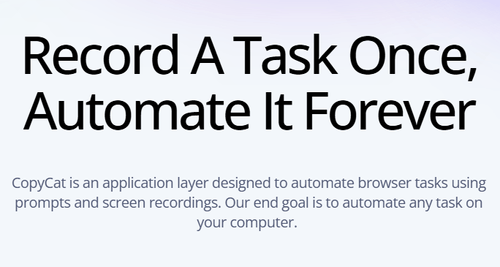 Record A Task Once,
Automate It Forever
CopyCat is an application layer designed to automate browser tasks using
prompts and screen recordings. Our end goal is to automate any task on
your computer.